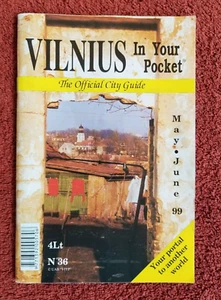 VILNIUS In Your
Pocket
The Official City Guide
May • June 99
4Lt
N°36
Your portal
to another
world